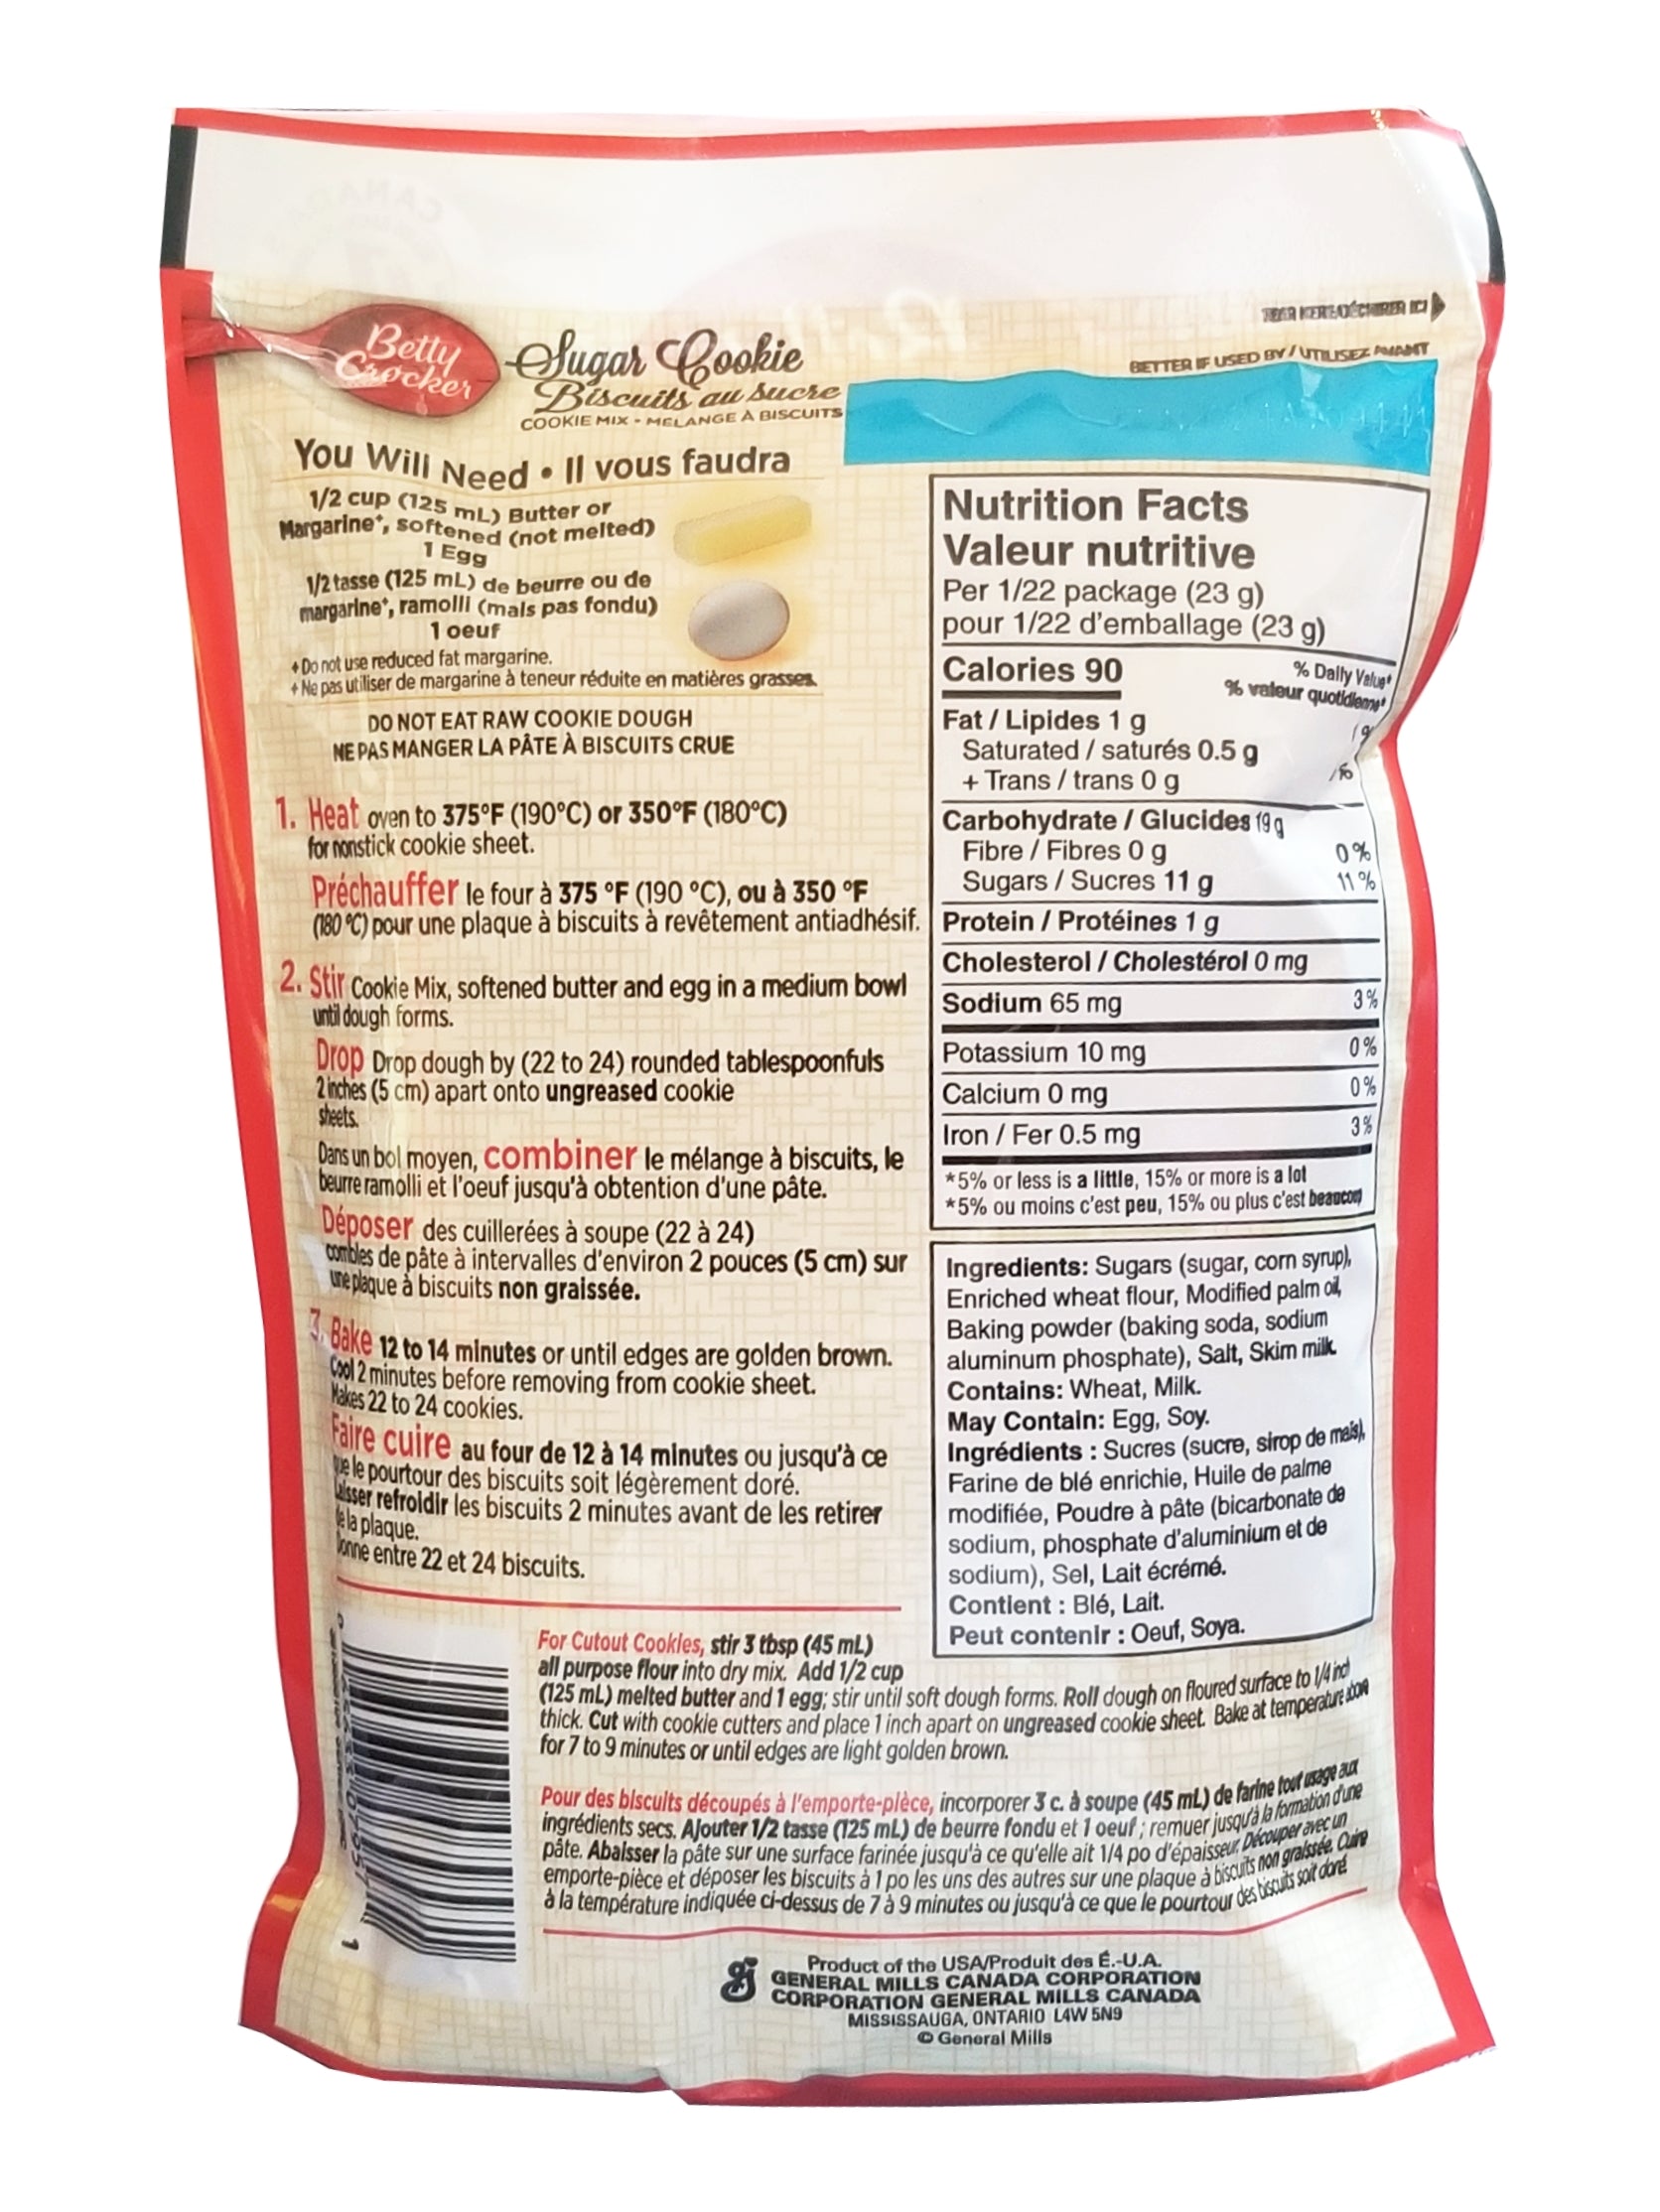 Betty
Crocker
Sugar Cookie
Biscuits au sucre
COOKIE MIX - MÉLANGE À BISCUITS
BETTER IF USED BY / UTILISEZ AVANT
You Will Need • Il vous faudra
1/2 cup (125 mL) Butter or
Margarine+, softened (not melted)
1 Egg
1/2 tasse (125 mL) de beurre ou de
margarine+, ramolli (mais pas fondu)
1 oeuf
+Do not use reduced fat margarine.
+Ne pas utiliser de margarine à teneur réduite en matières grasses.
DO NOT EAT RAW COOKIE DOUGH
NE PAS MANGER LA PÂTE À BISCUITS CRUE
1. Heat oven to 375°F (190°C) or 350°F (180°C)
for nonstick cookie sheet.
Préchauffer le four à 375 °F (190 °C), ou à 350 °F
(180 °C) pour une plaque à biscuits à revêtement antiadhésif.
2. Stir Cookie Mix, softened butter and egg in a medium bowl
until dough forms.
Drop Drop dough by (22 to 24) rounded tablespoonfuls
2 inches (5 cm) apart onto ungreased cookie
sheets.
Dans un bol moyen, combiner le mélange à biscuits, le
beurre ramolli et l'oeuf jusqu'à obtention d'une pâte.
Déposer des cuillerées à soupe (22 à 24)
combles de pâte à intervalles d'environ 2 pouces (5 cm) sur
une plaque à biscuits non graissée.
3. Bake 12 to 14 minutes or until edges are golden brown.
Cool 2 minutes before removing from cookie sheet.
Makes 22 to 24 cookies.
Faire cuire au four de 12 à 14 minutes ou jusqu'à ce
que le pourtour des biscuits soit légèrement doré.
Laisser refroidir les biscuits 2 minutes avant de les retirer
de la plaque.
Donne entre 22 et 24 biscuits.
Nutrition Facts
Valeur nutritive
Per 1/22 package (23 g)
pour 1/22 d'emballage (23 g)
Calories 90
% Daily Value*
% valeur quotidienne*
Fat / Lipides 1 g
Saturated / saturés 0.5 g
+ Trans / trans 0 g
Carbohydrate / Glucides 19 g
Fibre / Fibres 0 g 0 %
Sugars / Sucres 11 g 11 %
Protein / Protéines 1 g
Cholesterol / Cholestérol 0 mg
Sodium 65 mg 3 %
Potassium 10 mg 0 %
Calcium 0 mg 0 %
Iron / Fer 0.5 mg 3 %
*5% or less is a little, 15% or more is a lot
*5% ou moins c'est peu, 15% ou plus c'est beaucoup
Ingredients: Sugars (sugar, corn syrup),
Enriched wheat flour, Modified palm oil,
Baking powder (baking soda, sodium
aluminum phosphate), Salt, Skim milk.
Contains: Wheat, Milk.
May Contain: Egg, Soy.
Ingrédients : Sucres (sucre, sirop de maïs),
Farine de blé enrichie, Huile de palme
modifiée, Poudre à pâte (bicarbonate de
sodium, phosphate d'aluminium et de
sodium), Sel, Lait écrémé.
Contient : Blé, Lait.
Peut contenir : Oeuf, Soya.
For Cutout Cookies, stir 3 tbsp (45 mL)
all purpose flour into dry mix. Add 1/2 cup
(125 mL) melted butter and 1 egg; stir until soft dough forms. Roll dough on floured surface to 1/4 inch
thick. Cut with cookie cutters and place 1 inch apart on ungreased cookie sheet. Bake at temperature above
for 7 to 9 minutes or until edges are light golden brown.
Pour des biscuits découpés à l'emporte-pièce, incorporer 3 c. à soupe (45 mL) de farine tout usage aux
ingrédients secs. Ajouter 1/2 tasse (125 mL) de beurre fondu et 1 oeuf ; remuer jusqu'à la formation d'une
pâte. Abaisser la pâte sur une surface farinée jusqu'à ce qu'elle ait 1/4 po d'épaisseur. Découper avec un
emporte-pièce et déposer les biscuits à 1 po les uns des autres sur une plaque à biscuits non graissée. Cuire
à la température indiquée ci-dessus de 7 à 9 minutes ou jusqu'à ce que le pourtour des biscuits soit doré.
Product of the USA/Produit des É.-U.A.
GENERAL MILLS CANADA CORPORATION
CORPORATION GENERAL MILLS CANADA
MISSISSAUGA, ONTARIO L4W 5N9
© General Mills